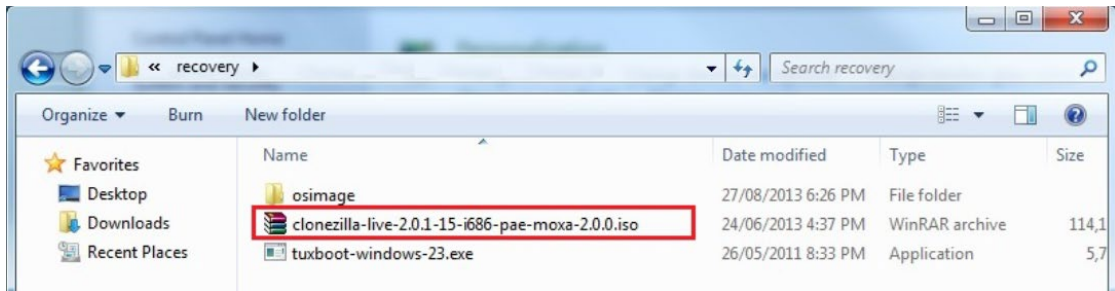 « recovery
Search recovery
Organize Burn New folder
Favorites
Desktop
Downloads
Recent Places
Name Date modified Type Size
osimage 27/08/2013 6:26 PM File folder
clonezilla-live-2.0.1-15-i686-pae-moxa-2.0.0.iso 24/06/2013 4:37 PM WinRAR archive 114,1
tuxboot-windows-23.exe 26/05/2011 8:33 PM Application 5,7